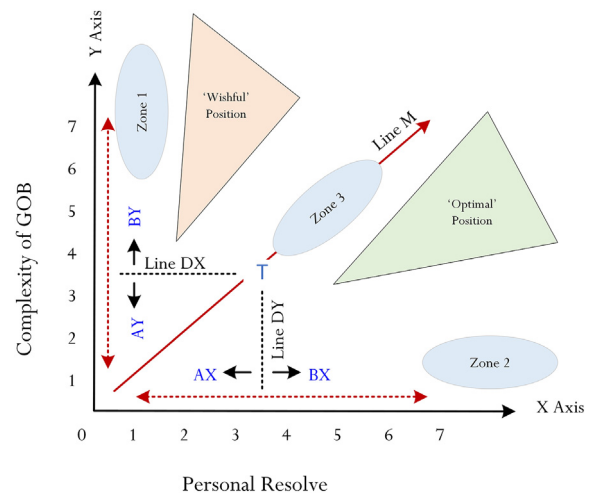 Y Axis
Zone 1
'Wishful'
Position
Line M
7
6
Zone 3
'Optimal'
Position
Complexity of GOB
5
BY
4
Line DX
T
3
AY
Line DY
2
1
AX
BX
Zone 2
X Axis
0 1 2 3 4 5 6 7
Personal Resolve